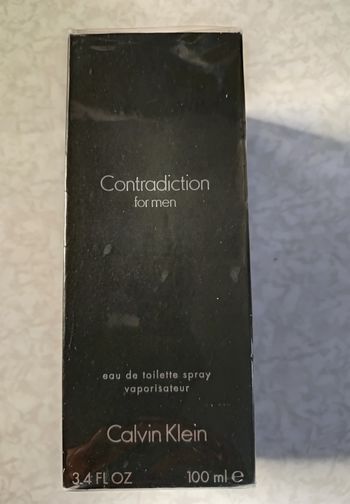 Contradiction
for men
eau de toilette spray
vaporisateur
Calvin Klein
3.4 FL OZ 100 ml ℮